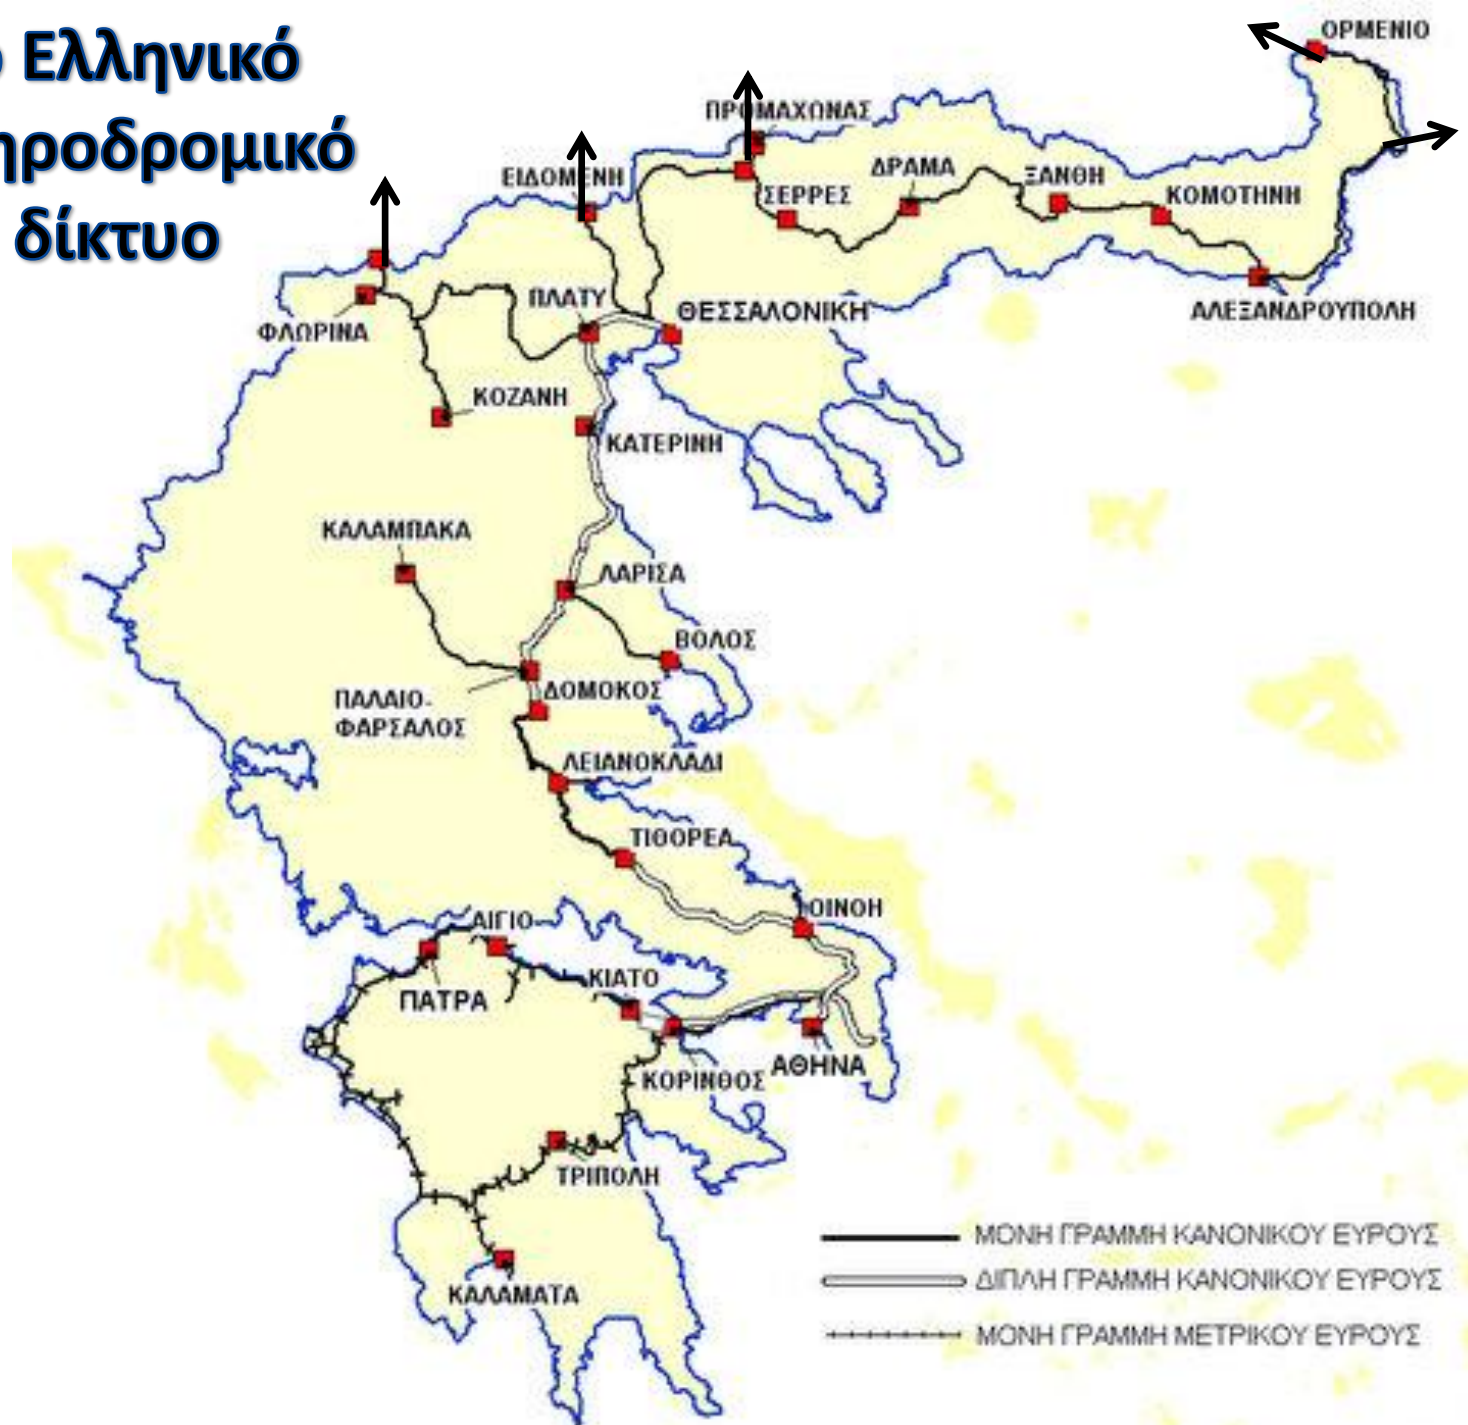 Ελληνικό
ηροδρομικό
δίκτυο
ΟΡΜΕΝΙΟ
ΠΡΟΜΑΧΩΝΑΣ
ΕΙΔΟΜΕΝΗ
ΣΕΡΡΕΣ
ΔΡΑΜΑ
ΞΑΝΘΗ
ΚΟΜΟΤΗΝΗ
ΑΛΕΞΑΝΔΡΟΥΠΟΛΗ
ΦΛΩΡΙΝΑ
ΠΛΑΤΥ
ΘΕΣΣΑΛΟΝΙΚΗ
ΚΟΖΑΝΗ
ΚΑΤΕΡΙΝΗ
ΚΑΛΑΜΠΑΚΑ
ΛΑΡΙΣΑ
ΒΟΛΟΣ
ΠΑΛΑΙΟ-
ΦΑΡΣΑΛΟΣ
ΔΟΜΟΚΟΣ
ΛΕΙΑΝΟΚΛΑΔΙ
ΤΙΘΟΡΕΑ
ΟΙΝΟΗ
ΑΙΓΙΟ
ΠΑΤΡΑ
ΚΙΑΤΟ
ΚΟΡΙΝΘΟΣ
ΑΘΗΝΑ
ΤΡΙΠΟΛΗ
ΚΑΛΑΜΑΤΑ
ΜΟΝΗ ΓΡΑΜΜΗ ΚΑΝΟΝΙΚΟΥ ΕΥΡΟΥΣ
ΔΙΠΛΗ ΓΡΑΜΜΗ ΚΑΝΟΝΙΚΟΥ ΕΥΡΟΥΣ
ΜΟΝΗ ΓΡΑΜΜΗ ΜΕΤΡΙΚΟΥ ΕΥΡΟΥΣ